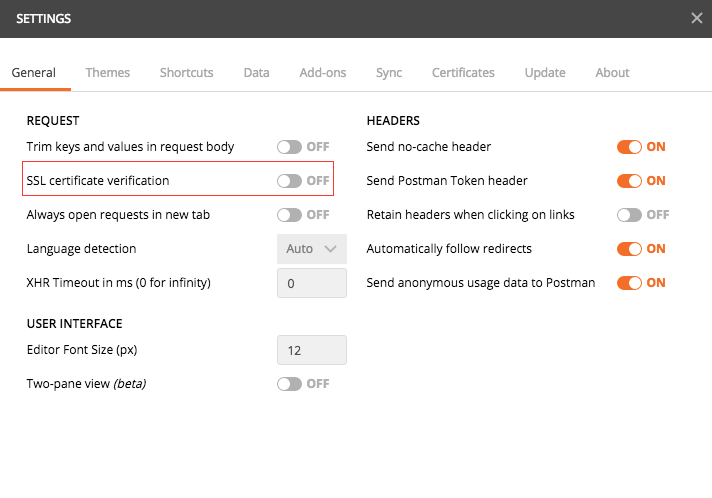 SETTINGS
General Themes Shortcuts Data Add-ons Sync Certificates Update About
REQUEST
Trim keys and values in request body OFF
SSL certificate verification OFF
Always open requests in new tab OFF
Language detection Auto
XHR Timeout in ms (0 for infinity) 0
USER INTERFACE
Editor Font Size (px) 12
Two-pane view (beta) OFF
HEADERS
Send no-cache header ON
Send Postman Token header ON
Retain headers when clicking on links OFF
Automatically follow redirects ON
Send anonymous usage data to Postman ON